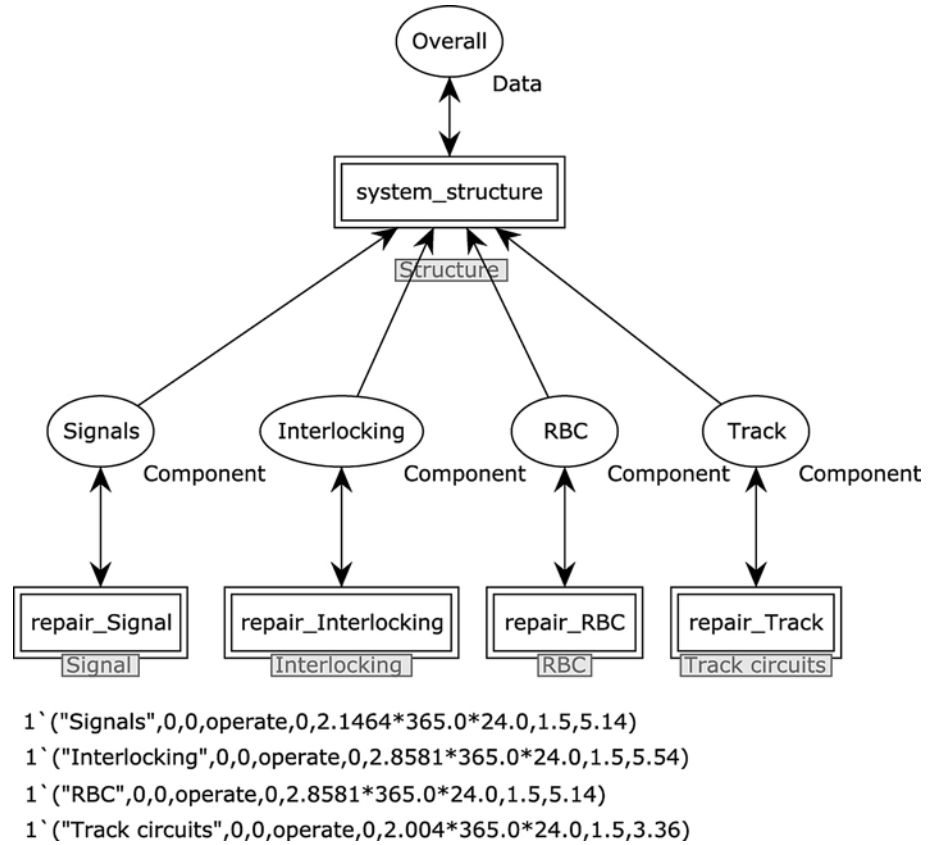 Overall
Data
system_structure
Structure
Signals
Interlocking
RBC
Track
Component
Component
Component
Component
repair_Signal
repair_Interlocking
repair_RBC
repair_Track
Signal
Interlocking
RBC
Track circuits
1`("Signals",0,0,operate,0,2.1464*365.0*24.0,1.5,5.14)
1`("Interlocking",0,0,operate,0,2.8581*365.0*24.0,1.5,5.54)
1`("RBC",0,0,operate,0,2.8581*365.0*24.0,1.5,5.14)
1`("Track circuits",0,0,operate,0,2.004*365.0*24.0,1.5,3.36)